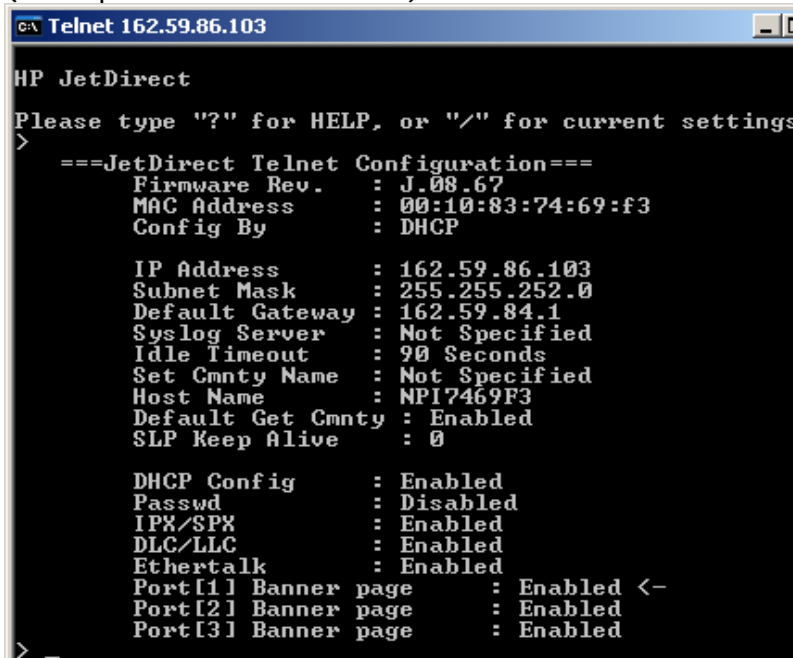 Telnet 162.59.86.103
HP JetDirect
Please type "?" for HELP, or "/" for current settings
>
===JetDirect Telnet Configuration===
Firmware Rev. : J.08.67
MAC Address : 00:10:83:74:69:f3
Config By : DHCP
IP Address : 162.59.86.103
Subnet Mask : 255.255.252.0
Default Gateway : 162.59.84.1
Syslog Server : Not Specified
Idle Timeout : 90 Seconds
Set Cmnty Name : Not Specified
Host Name : NPI7469F3
Default Get Cmnty : Enabled
SLP Keep Alive : 0
DHCP Config : Enabled
Passwd : Disabled
IPX/SPX : Enabled
DLC/LLC : Enabled
Ethertalk : Enabled
Port[1] Banner page : Enabled <-
Port[2] Banner page : Enabled
Port[3] Banner page : Enabled
> _